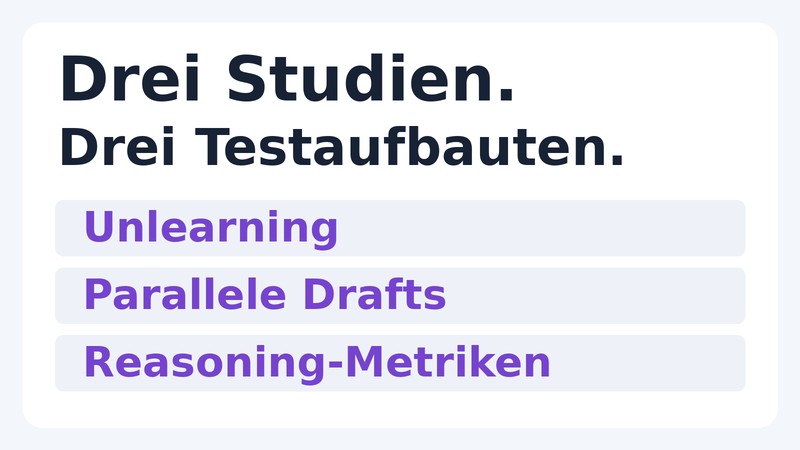 Drei Studien.
Drei Testaufbauten.
Unlearning
Parallele Drafts
Reasoning-Metriken